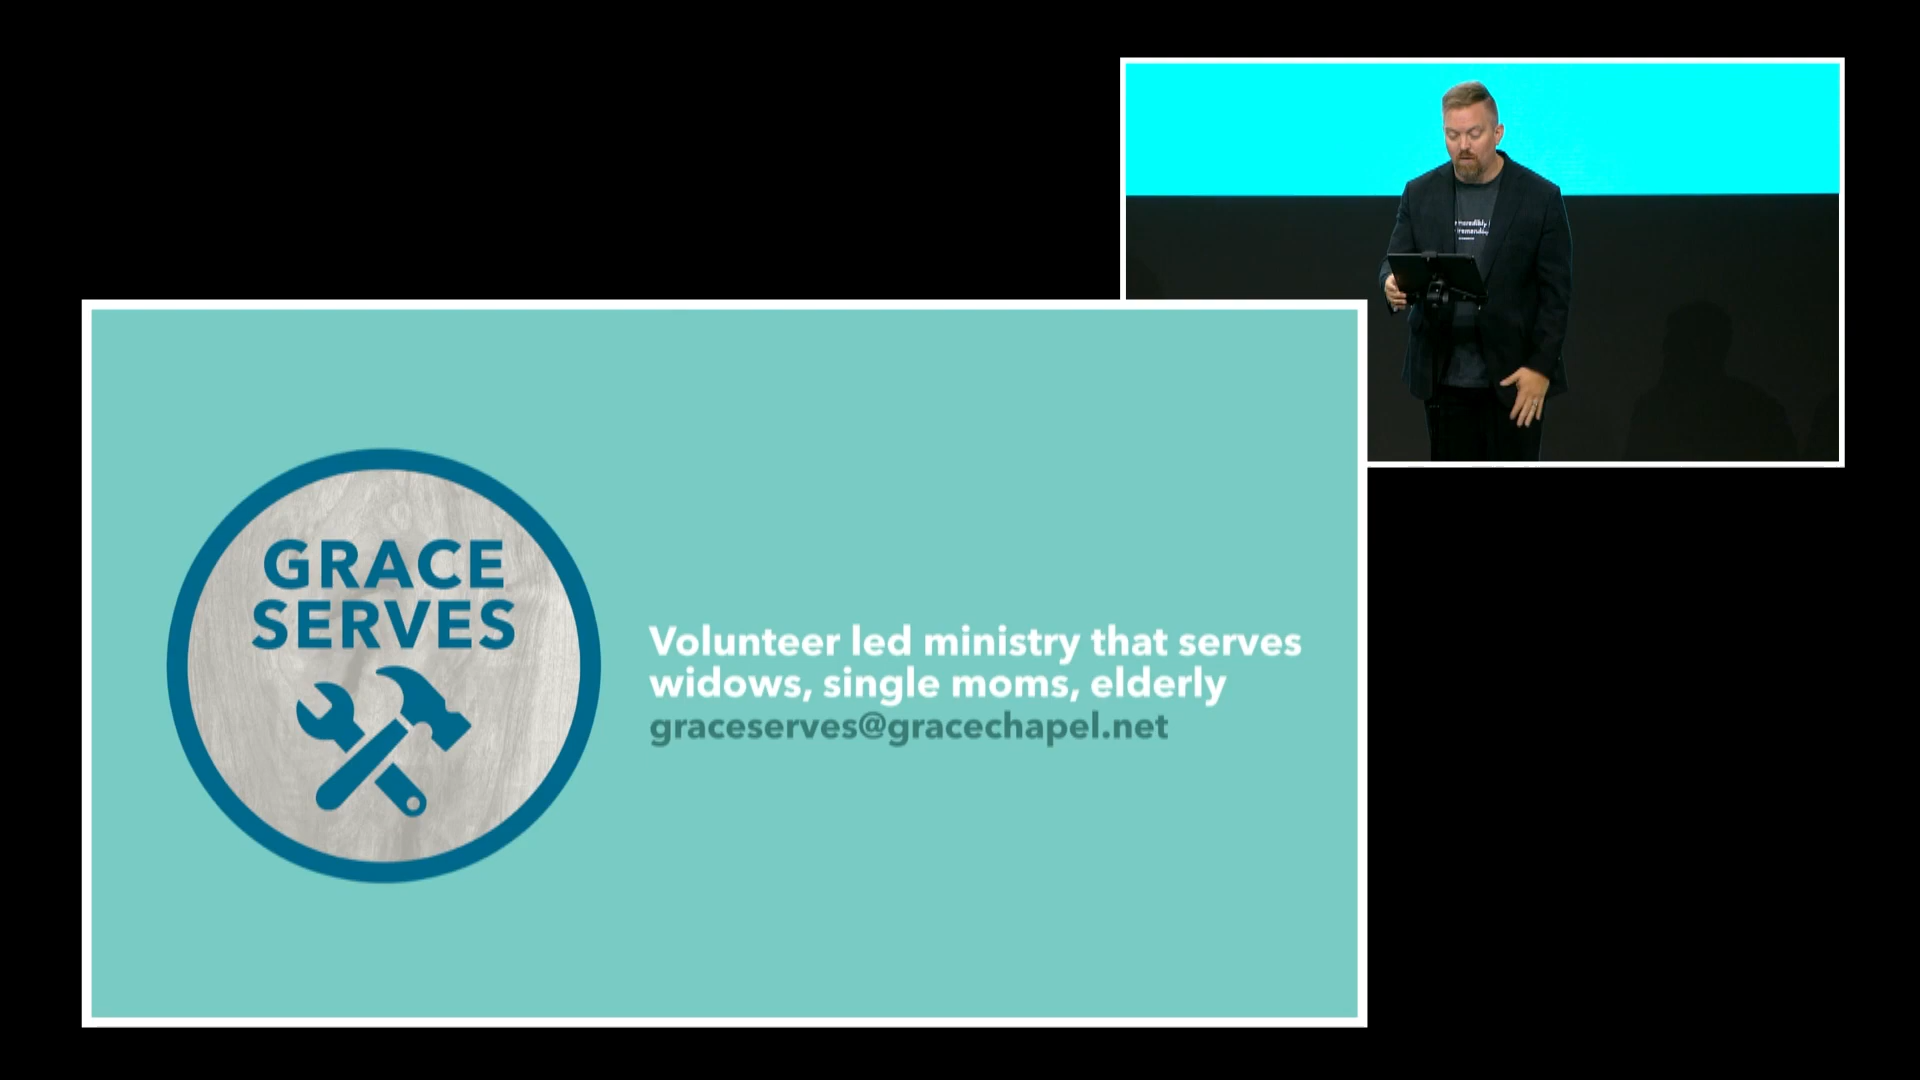 GRACE
SERVES
Volunteer led ministry that serves
widows, single moms, elderly
graceserves@gracechapel.net